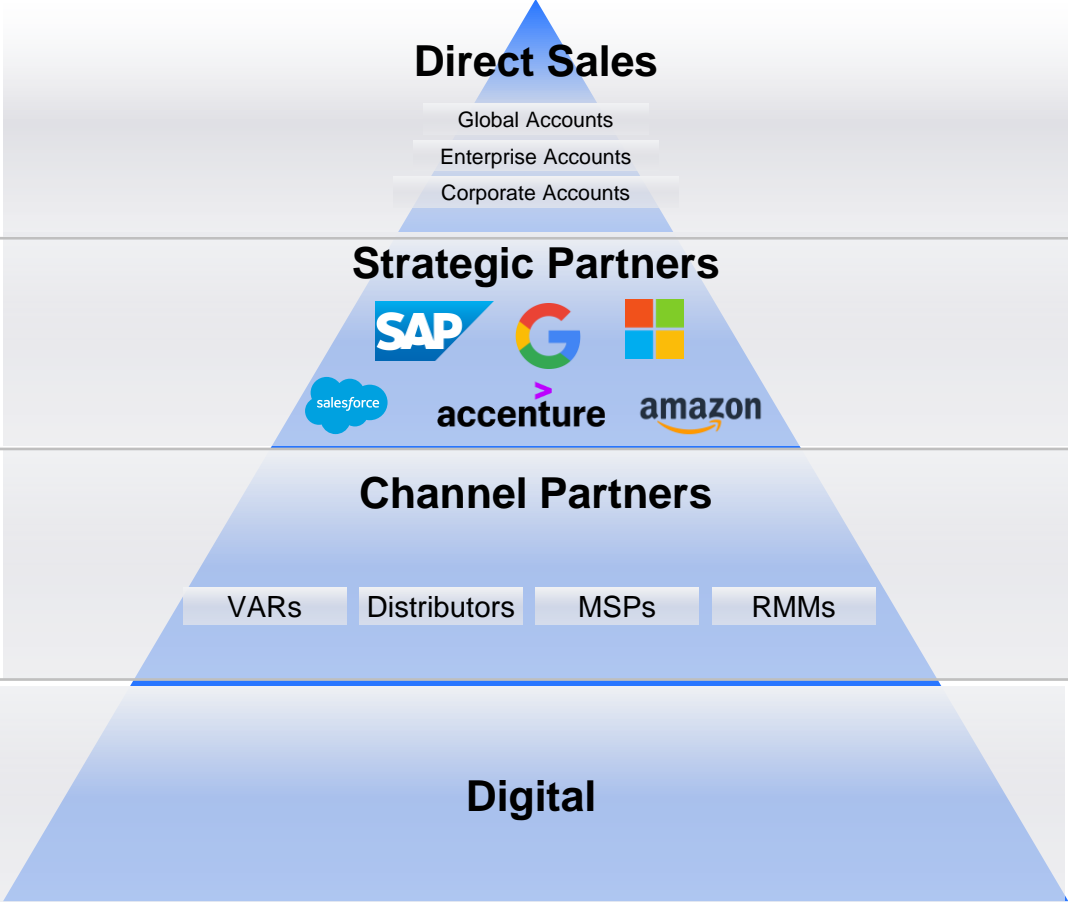 Direct Sales
Global Accounts
Enterprise Accounts
Corporate Accounts
Strategic Partners
SAP
G
salesforce
>
accenture
amazon
Channel Partners
VARs
Distributors
MSPs
RMMs
Digital